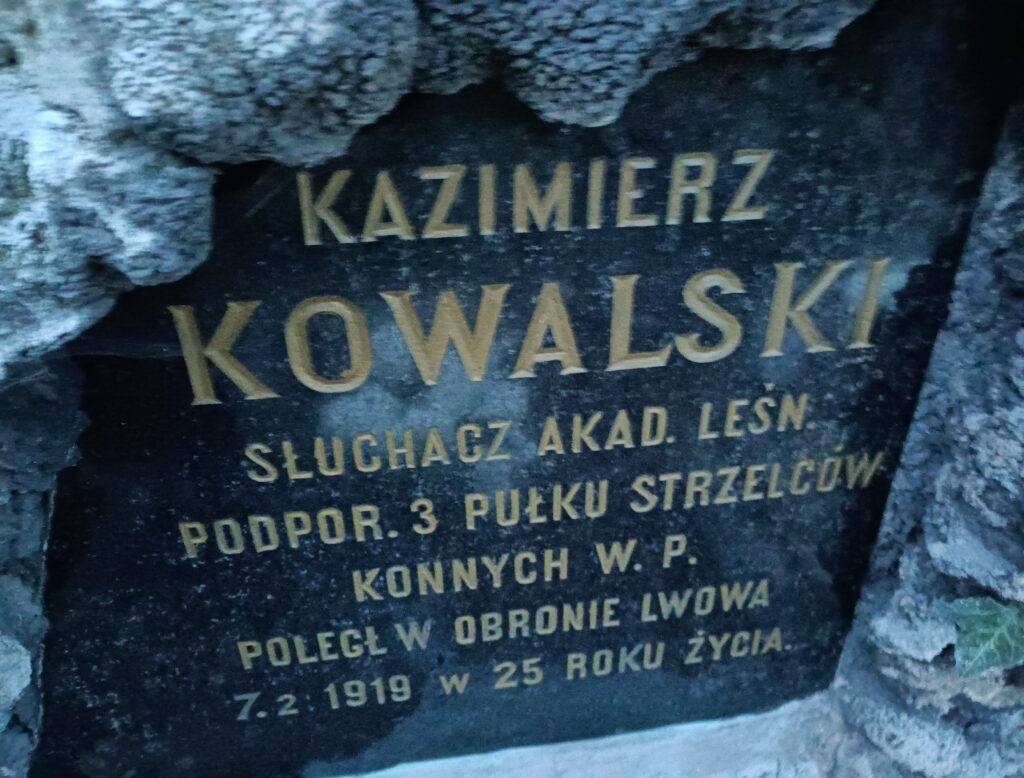 KAZIMIERZ
KOWALSKI
SŁUCHACZ AKAD. LEŚN.
PODPOR. 3 PUŁKU STRZELCÓW
KONNYCH W. P.
POLEGŁ W OBRONIE LWOWA
7. 2. 1919 W 25 ROKU ŻYCIA.